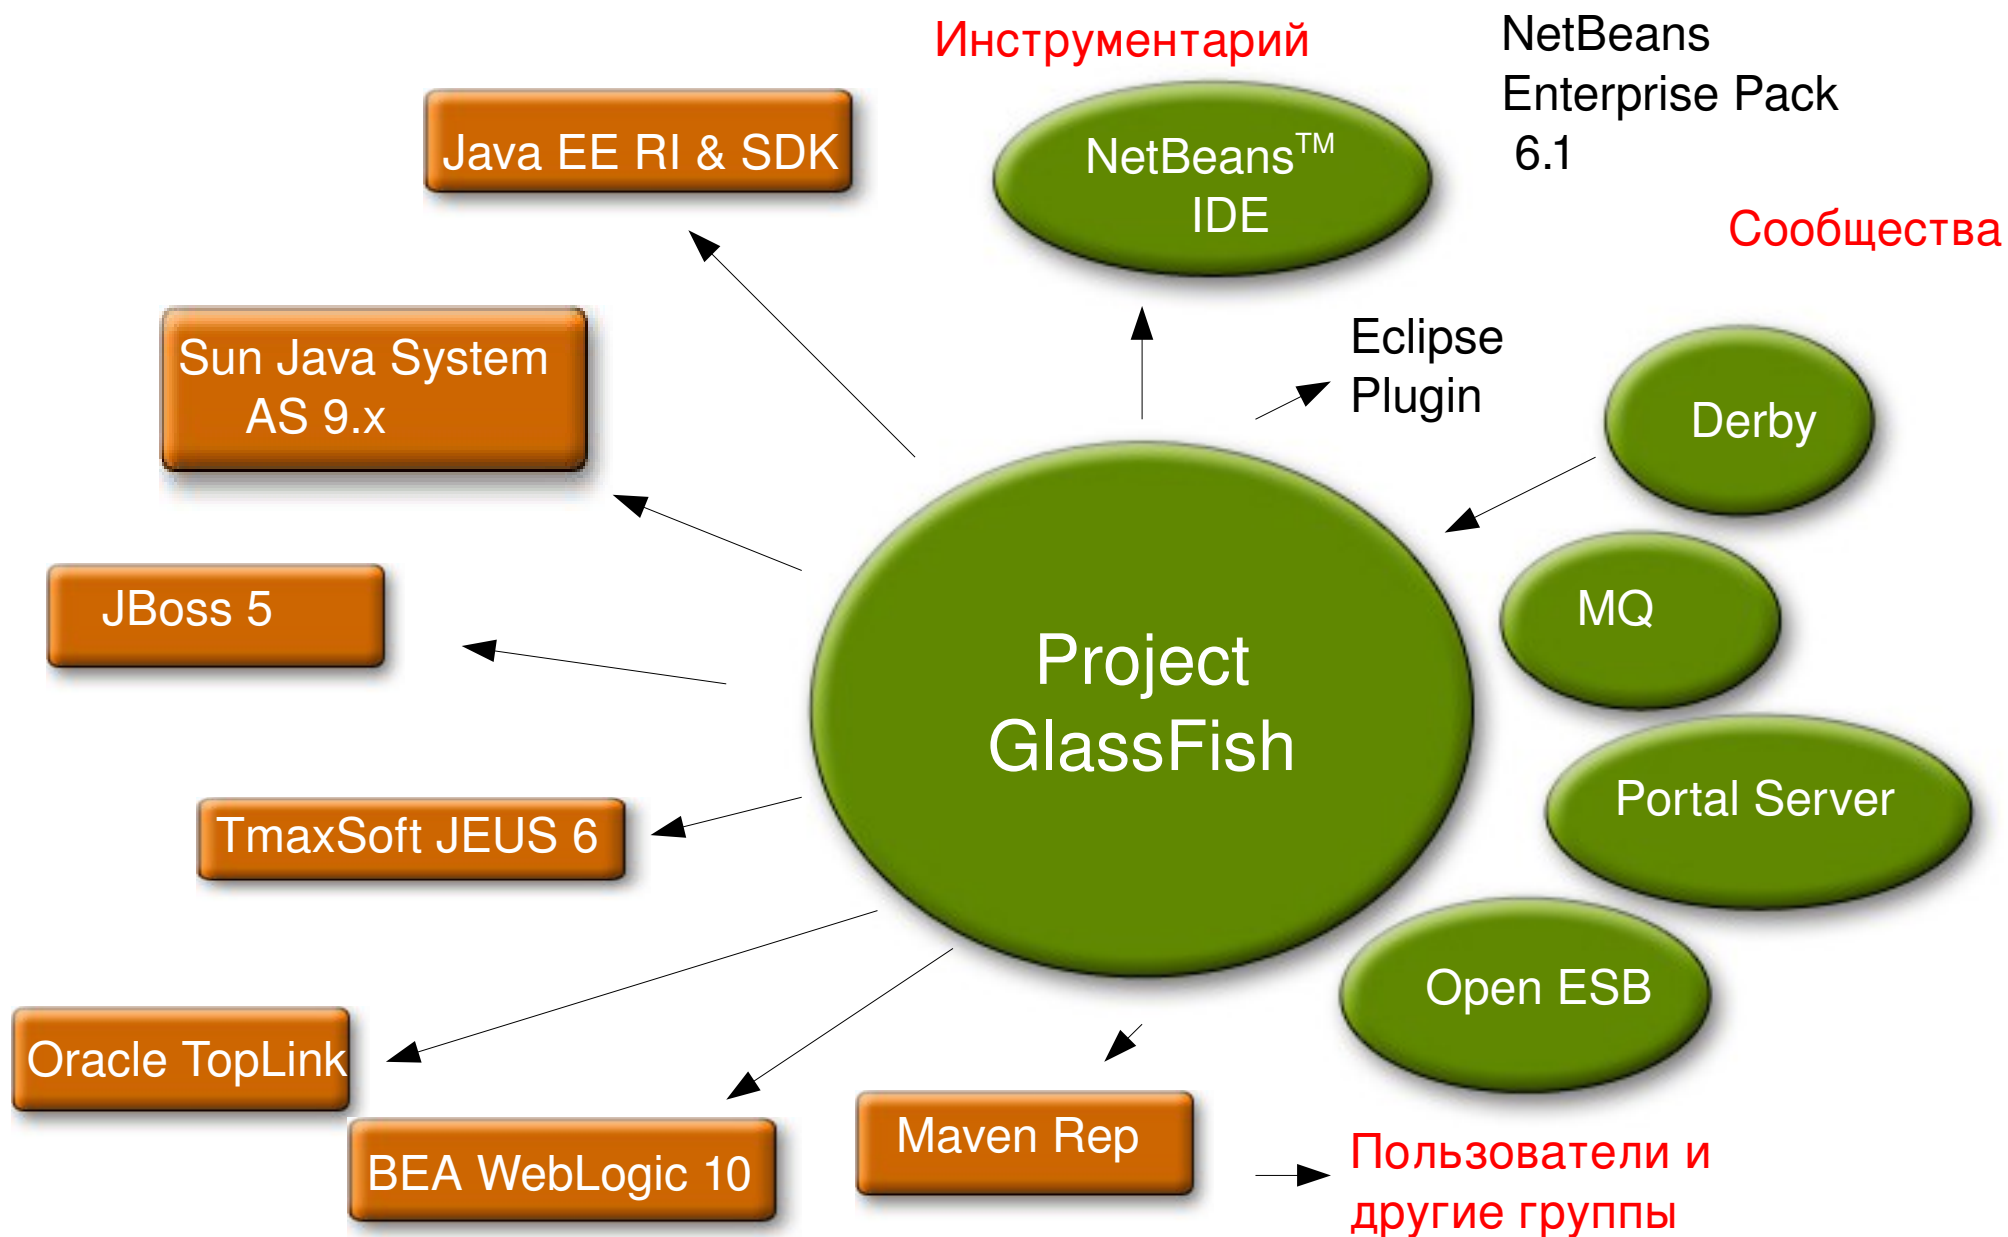 Инструментарий
NetBeans
Enterprise Pack
6.1
Java EE RI & SDK
NetBeans™
IDE
Сообщества
Sun Java System
AS 9.x
Eclipse
Plugin
Derby
JBoss 5
MQ
Project
GlassFish
Portal Server
TmaxSoft JEUS 6
Open ESB
Oracle TopLink
BEA WebLogic 10
Maven Rep
Пользователи и
другие группы